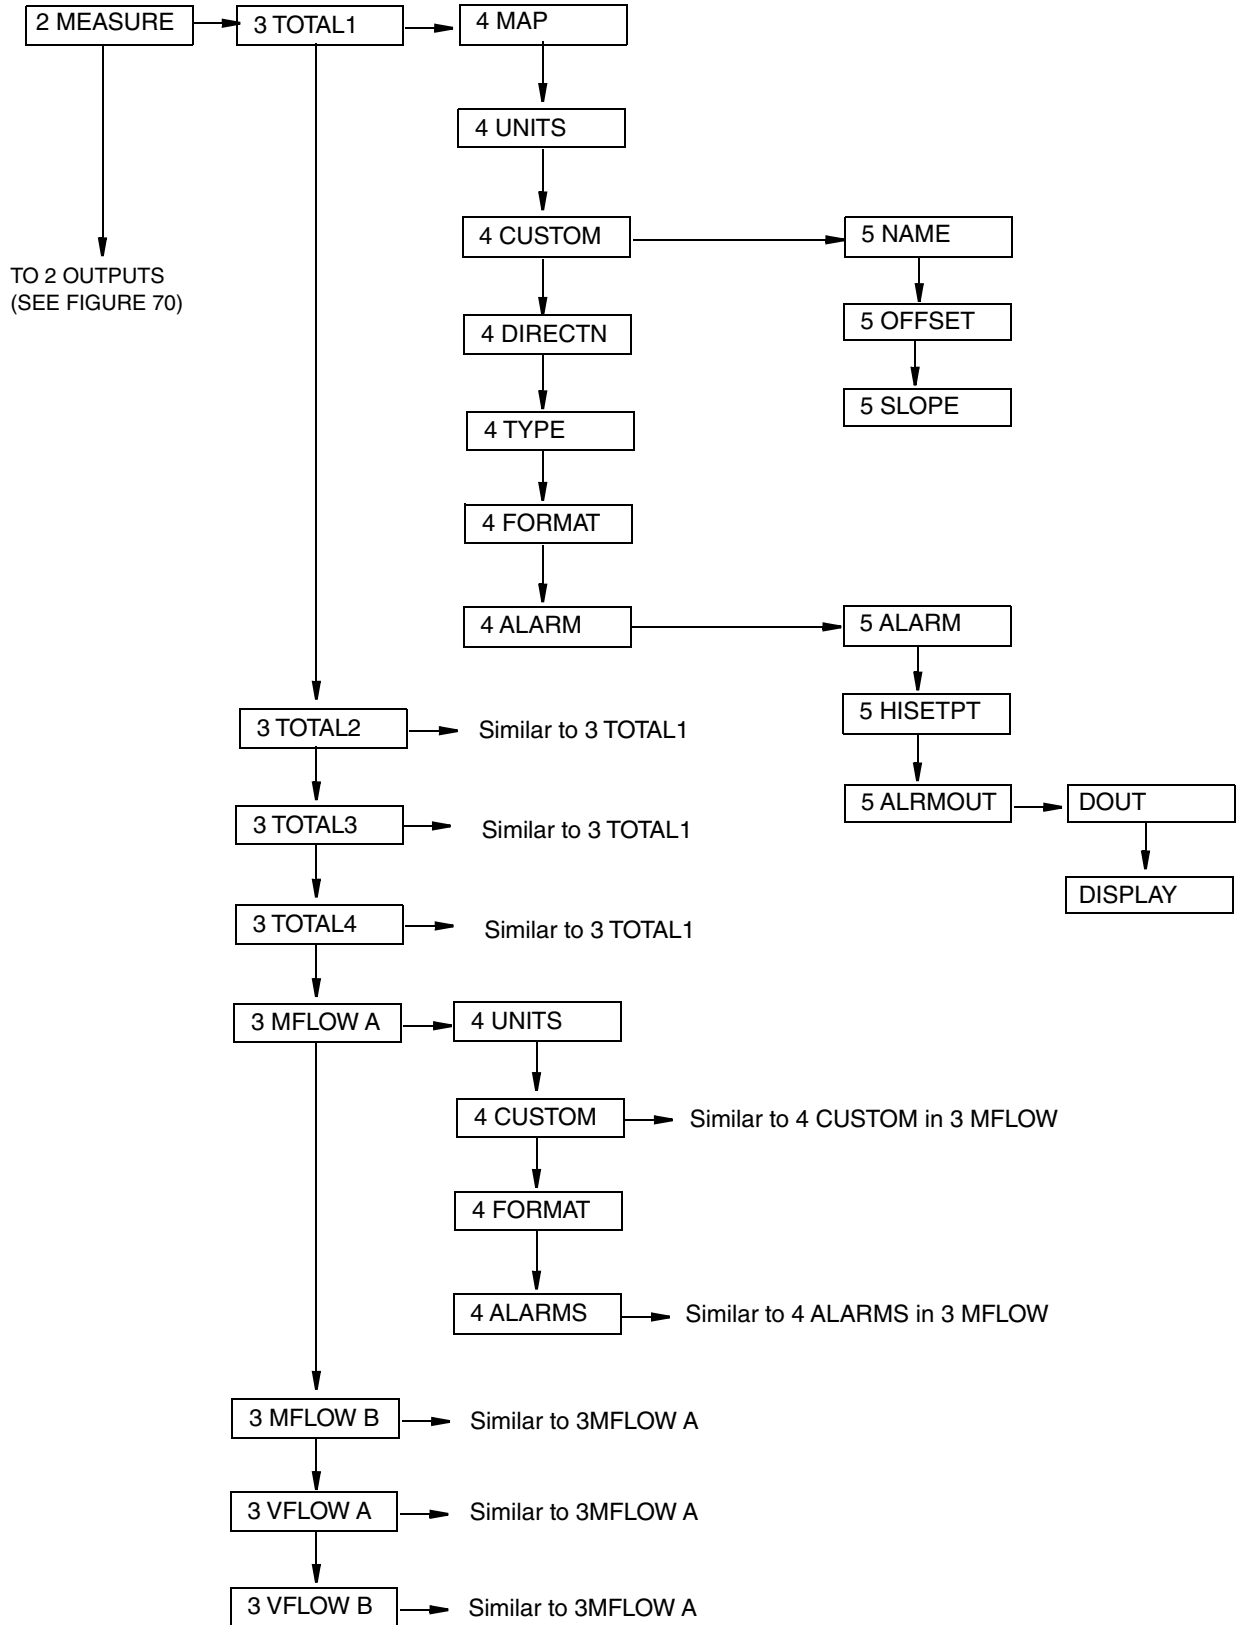 2 MEASURE
3 TOTAL1
4 MAP
4 UNITS
4 CUSTOM
5 NAME
TO 2 OUTPUTS
(SEE FIGURE 70)
5 OFFSET
4 DIRECTN
5 SLOPE
4 TYPE
4 FORMAT
4 ALARM
5 ALARM
5 HISETPT
3 TOTAL2
Similar to 3 TOTAL1
5 ALRMOUT
DOUT
3 TOTAL3
Similar to 3 TOTAL1
DISPLAY
3 TOTAL4
Similar to 3 TOTAL1
3 MFLOW A
4 UNITS
4 CUSTOM
Similar to 4 CUSTOM in 3 MFLOW
4 FORMAT
4 ALARMS
Similar to 4 ALARMS in 3 MFLOW
3 MFLOW B
Similar to 3MFLOW A
3 VFLOW A
Similar to 3MFLOW A
3 VFLOW B
Similar to 3MFLOW A